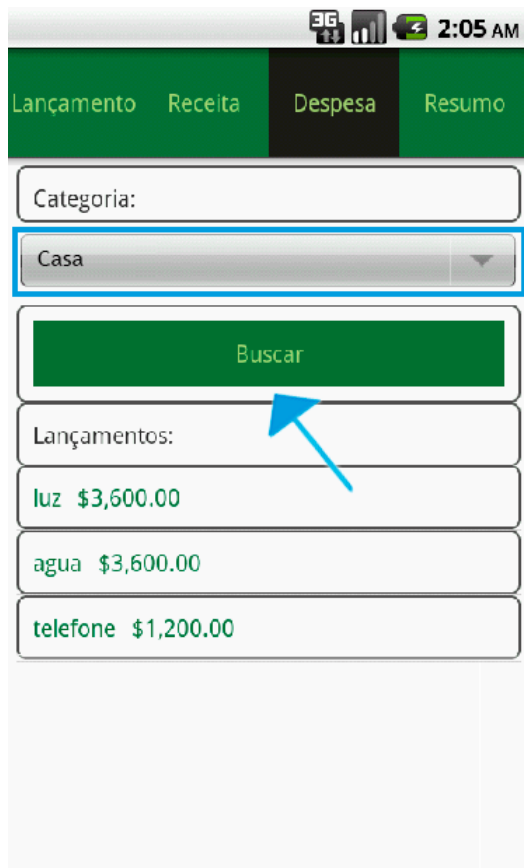 3G 2:05 AM
Lançamento Receita Despesa Resumo
Categoria:
Casa
Buscar
Lançamentos:
luz $3,600.00
agua $3,600.00
telefone $1,200.00